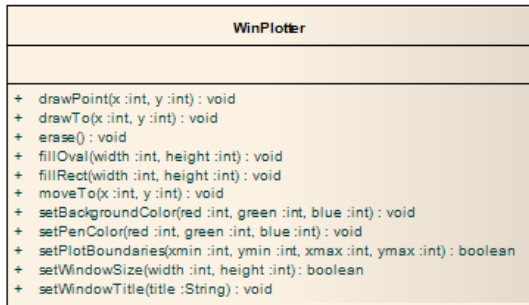 WinPlotter
+ drawPoint(x :int, y :int) : void
+ drawTo(x :int, y :int) : void
+ erase() : void
+ fillOval(width :int, height :int) : void
+ fillRect(width :int, height :int) : void
+ moveTo(x :int, y :int) : void
+ setBackgroundColor(red :int, green :int, blue :int) : void
+ setPenColor(red :int, green :int, blue :int) : void
+ setPlotBoundaries(xmin :int, ymin :int, xmax :int, ymax :int) : boolean
+ setWindowSize(width :int, height :int) : boolean
+ setWindowTitle(title :String) : void